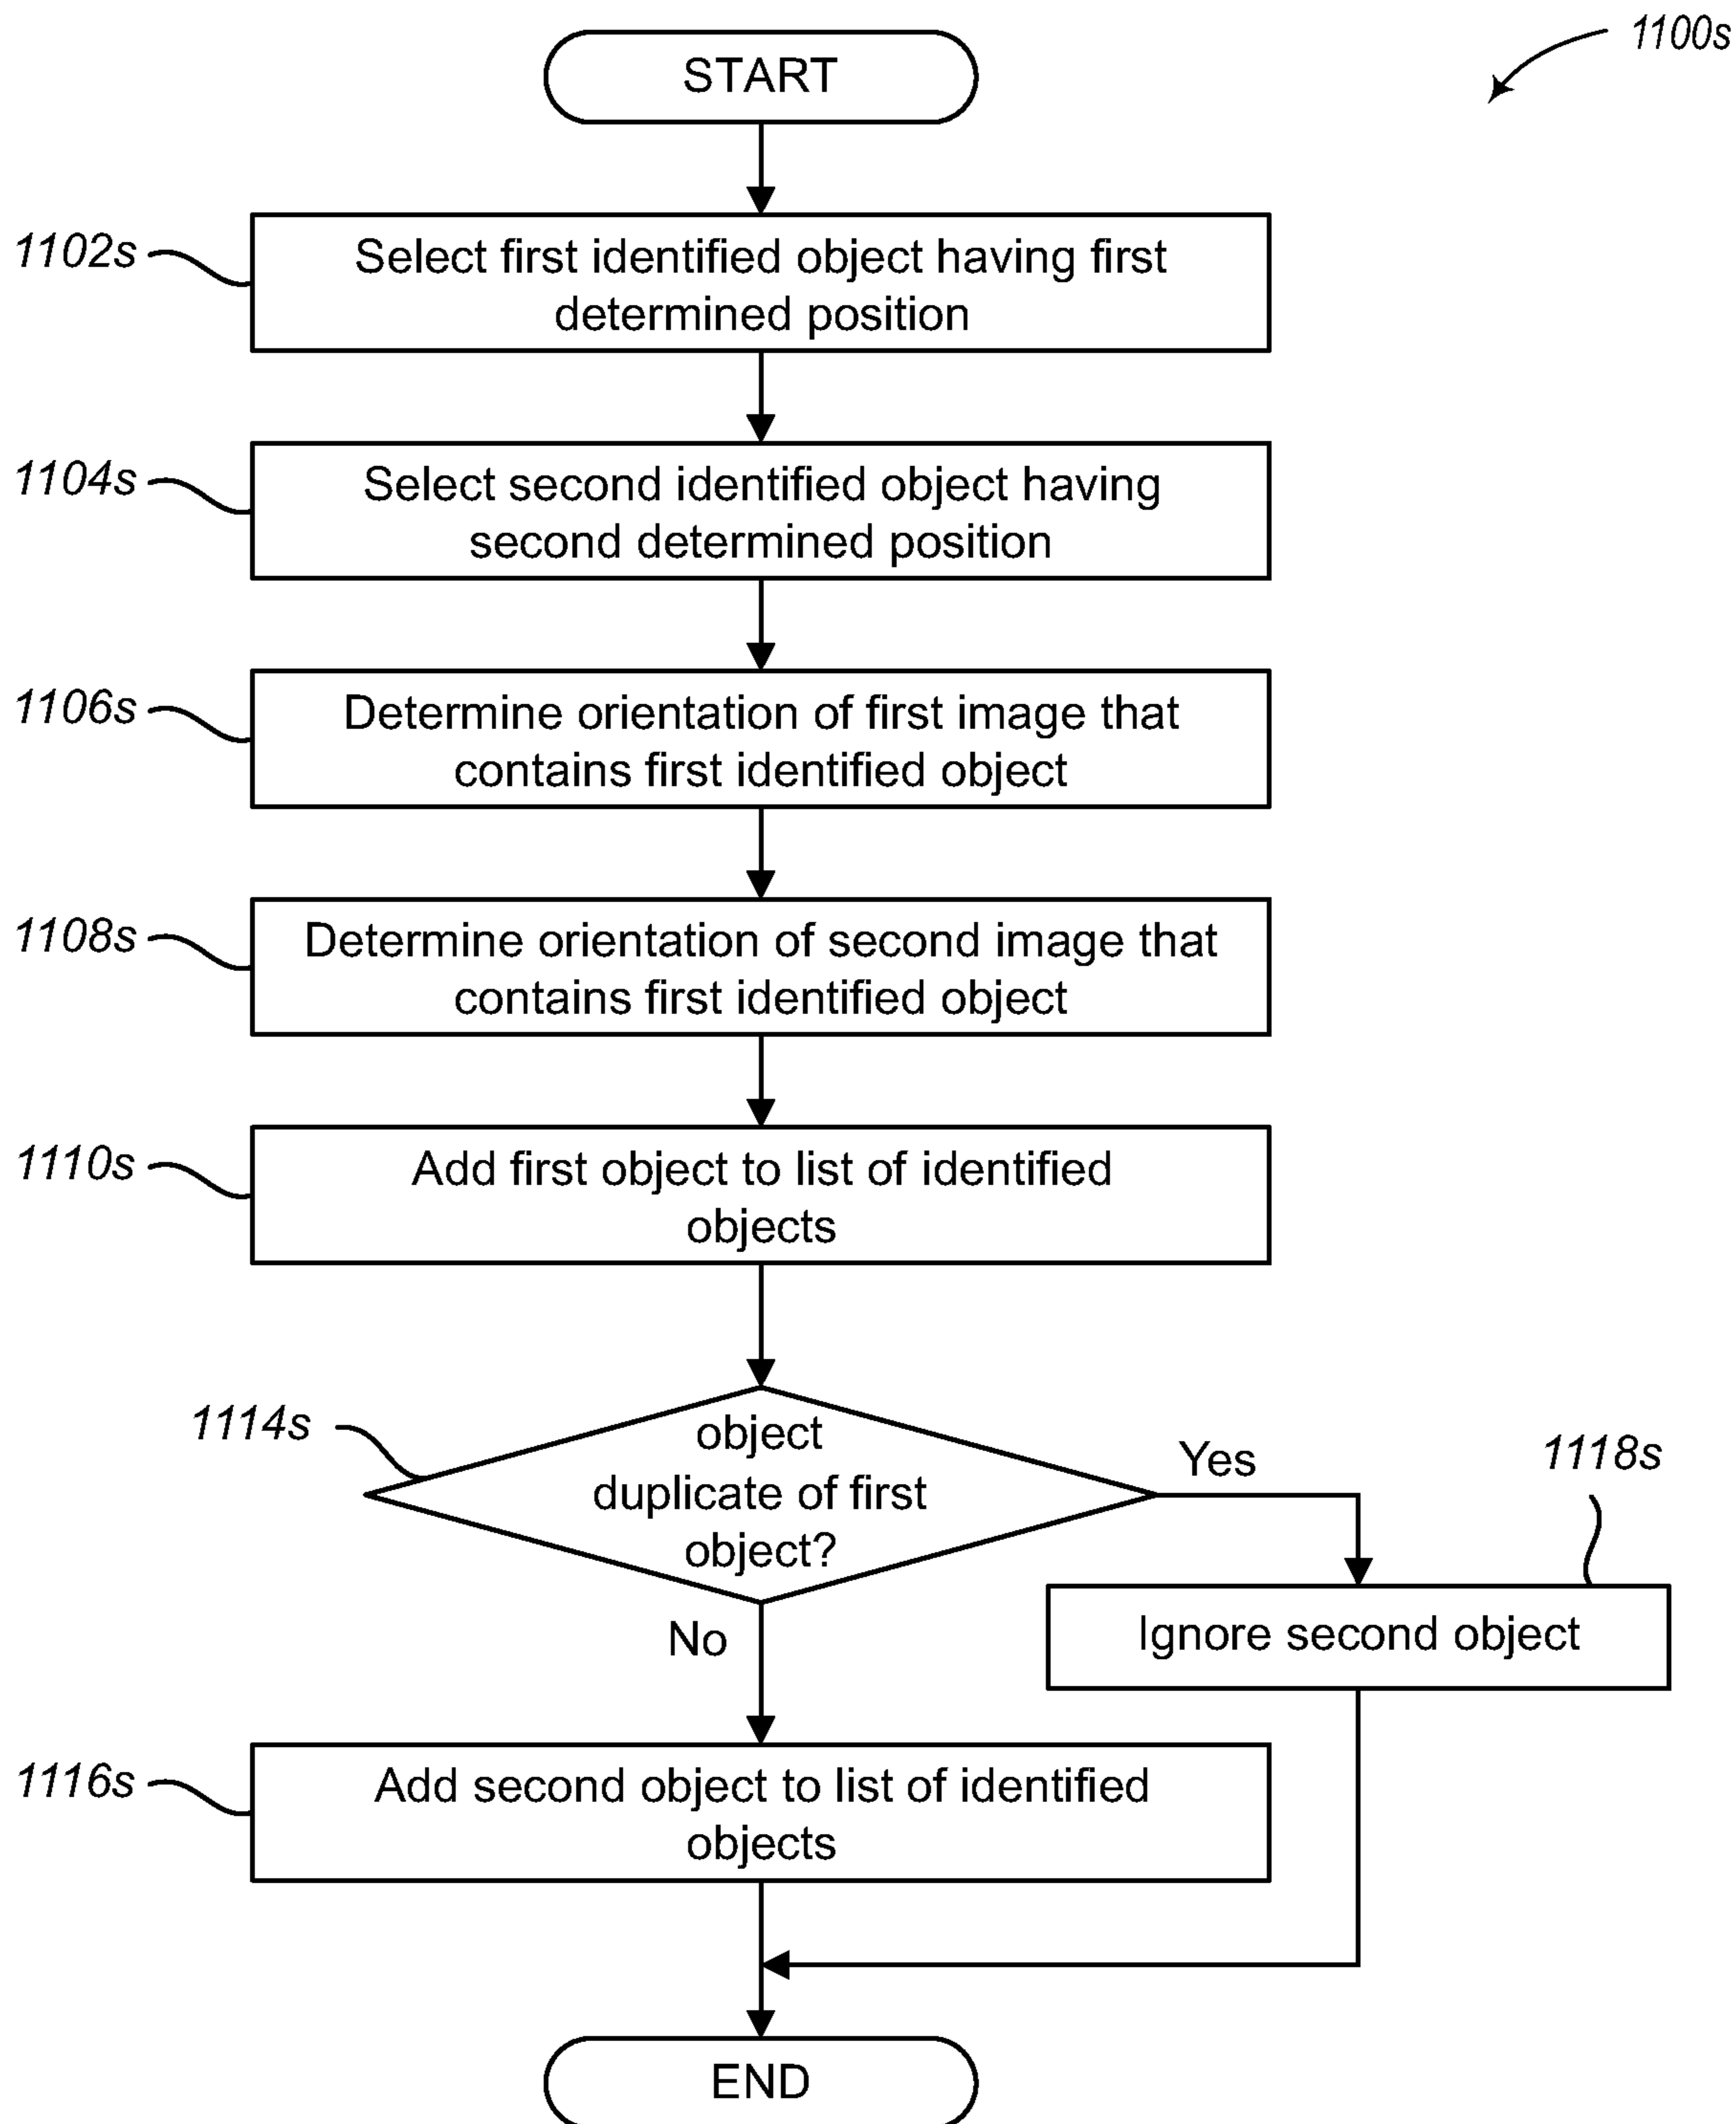 1100s
START
1102s
Select first identified object having first
determined position
1104s
Select second identified object having
second determined position
1106s
Determine orientation of first image that
contains first identified object
1108s
Determine orientation of second image that
contains first identified object
1110s
Add first object to list of identified
objects
1114s
object
duplicate of first
object?
Yes
1118s
No
Ignore second object
1116s
Add second object to list of identified
objects
END